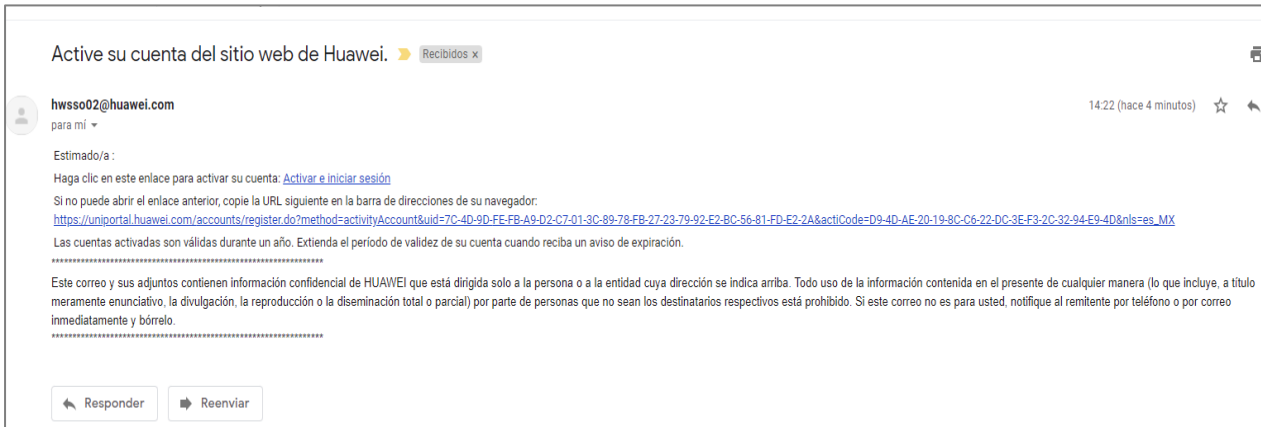 Active su cuenta del sitio web de Huawei. Recibidos x
hwsso02@huawei.com 14:22 (hace 4 minutos)
para mí
Estimado/a :
Haga clic en este enlace para activar su cuenta: Activar e iniciar sesión
Si no puede abrir el enlace anterior, copie la URL siguiente en la barra de direcciones de su navegador:
https://uniportal.huawei.com/accounts/register.do?method=activityAccount&uid=7C-4D-9D-FE-FB-A9-D2-C7-01-3C-89-78-FB-27-23-79-92-E2-BC-56-81-FD-E2-2A&actiCode=D9-4D-AE-20-19-8C-C6-22-DC-3E-F3-2C-32-94-E9-4D&nls=es_MX
Las cuentas activadas son válidas durante un año. Extienda el período de validez de su cuenta cuando reciba un aviso de expiración.
*****************************************************************
Este correo y sus adjuntos contienen información confidencial de HUAWEI que está dirigida solo a la persona o a la entidad cuya dirección se indica arriba. Todo uso de la información contenida en el presente de cualquier manera (lo que incluye, a título
meramente enunciativo, la divulgación, la reproducción o la diseminación total o parcial) por parte de personas que no sean los destinatarios respectivos está prohibido. Si este correo no es para usted, notifique al remitente por teléfono o por correo
inmediatamente y bórrelo.
*****************************************************************
Responder Reenviar